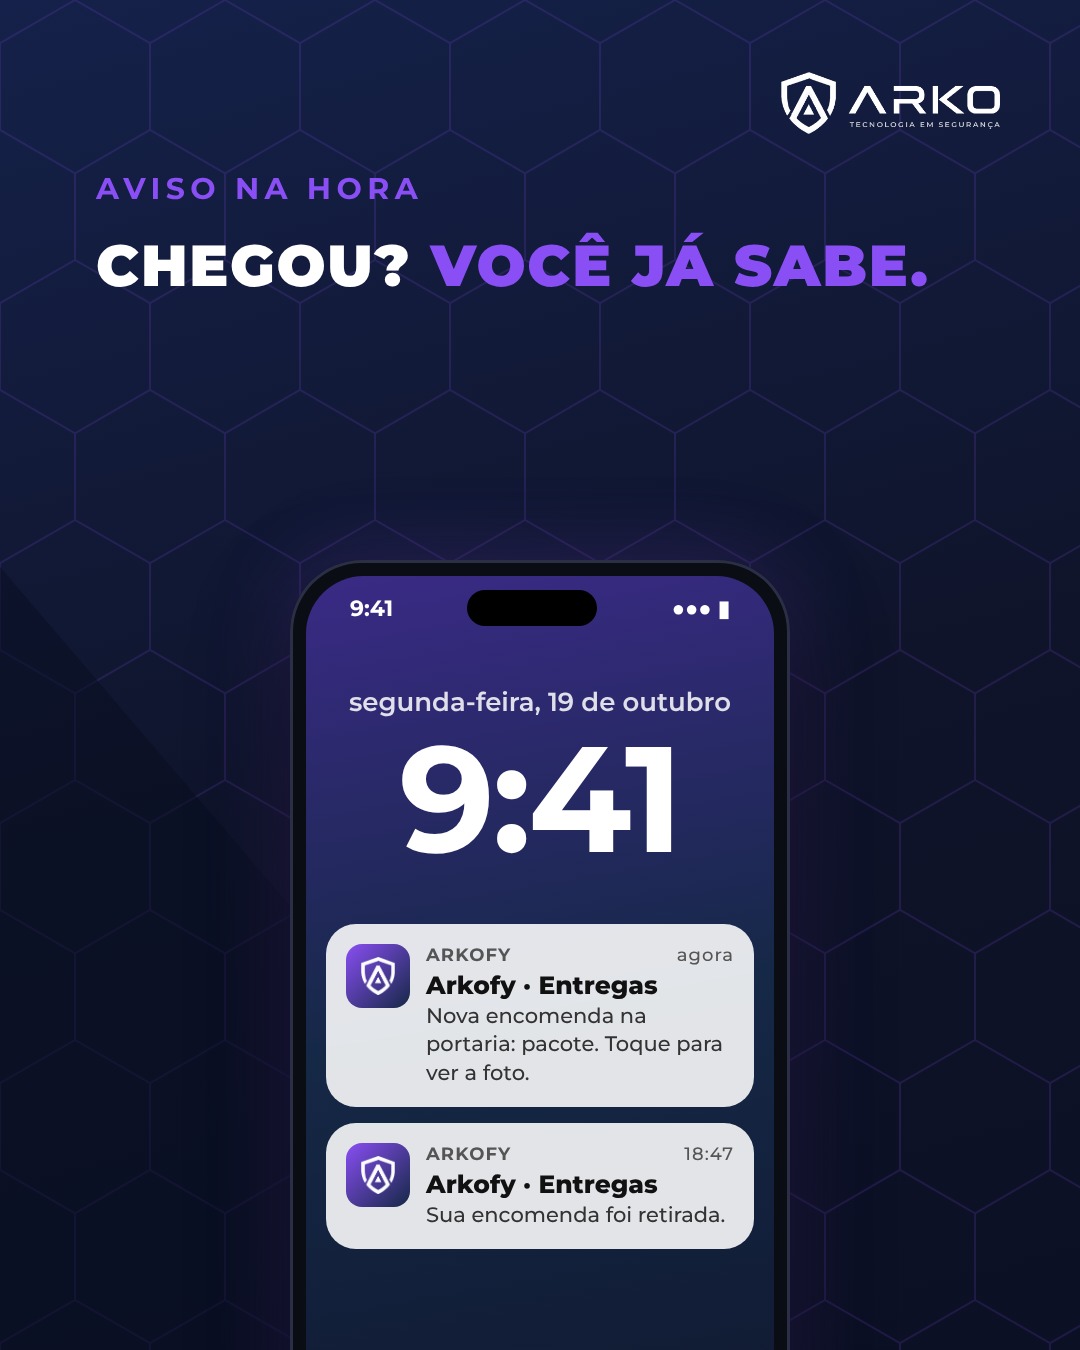 ARKO
TECNOLOGIA EM SEGURANÇA
AVISO NA HORA
CHEGOU? VOCÊ JÁ SABE.
9:41
segunda-feira, 19 de outubro
9:41
ARKOFY agora
Arkofy · Entregas
Nova encomenda na
portaria: pacote. Toque para
ver a foto.
ARKOFY 18:47
Arkofy · Entregas
Sua encomenda foi retirada.